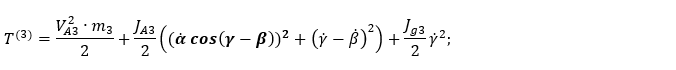 T^{(3)} = \frac{V_{A3}^2 \cdot m_3}{2} + \frac{J_{A3}}{2} \left( (\dot{\alpha} \cos(\gamma - \beta))^2 + (\dot{\gamma} - \dot{\beta})^2 \right) + \frac{J_{g3}}{2} \dot{\gamma}^2;